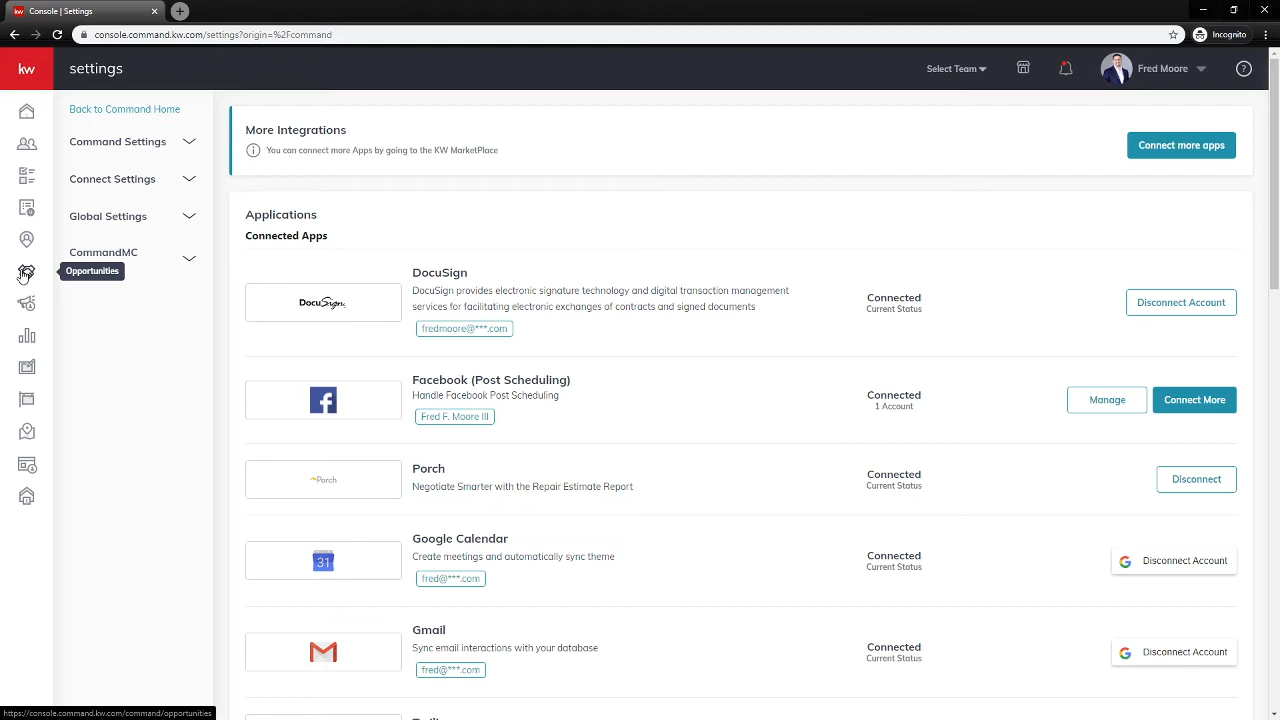 Console | Settings
console.command.kw.com/settings?origin=%2Fcommand
Incognito
kw
settings
Select Team
Fred Moore
Back to Command Home
Command Settings
Connect Settings
Global Settings
CommandMC
Opportunities
More Integrations
You can connect more Apps by going to the KW MarketPlace
Connect more apps
Applications
Connected Apps
DocuSign
DocuSign
DocuSign provides electronic signature technology and digital transaction management
services for facilitating electronic exchanges of contracts and signed documents
fredmoore@***.com
Connected
Current Status
Disconnect Account
Facebook (Post Scheduling)
Handle Facebook Post Scheduling
Fred F. Moore III
Connected
1 Account
Manage
Connect More
Porch
Porch
Negotiate Smarter with the Repair Estimate Report
Connected
Current Status
Disconnect
31
Google Calendar
Create meetings and automatically sync theme
fred@***.com
Connected
Current Status
Disconnect Account
Gmail
Sync email interactions with your database
fred@***.com
Connected
Current Status
Disconnect Account
https://console.command.kw.com/command/opportunities